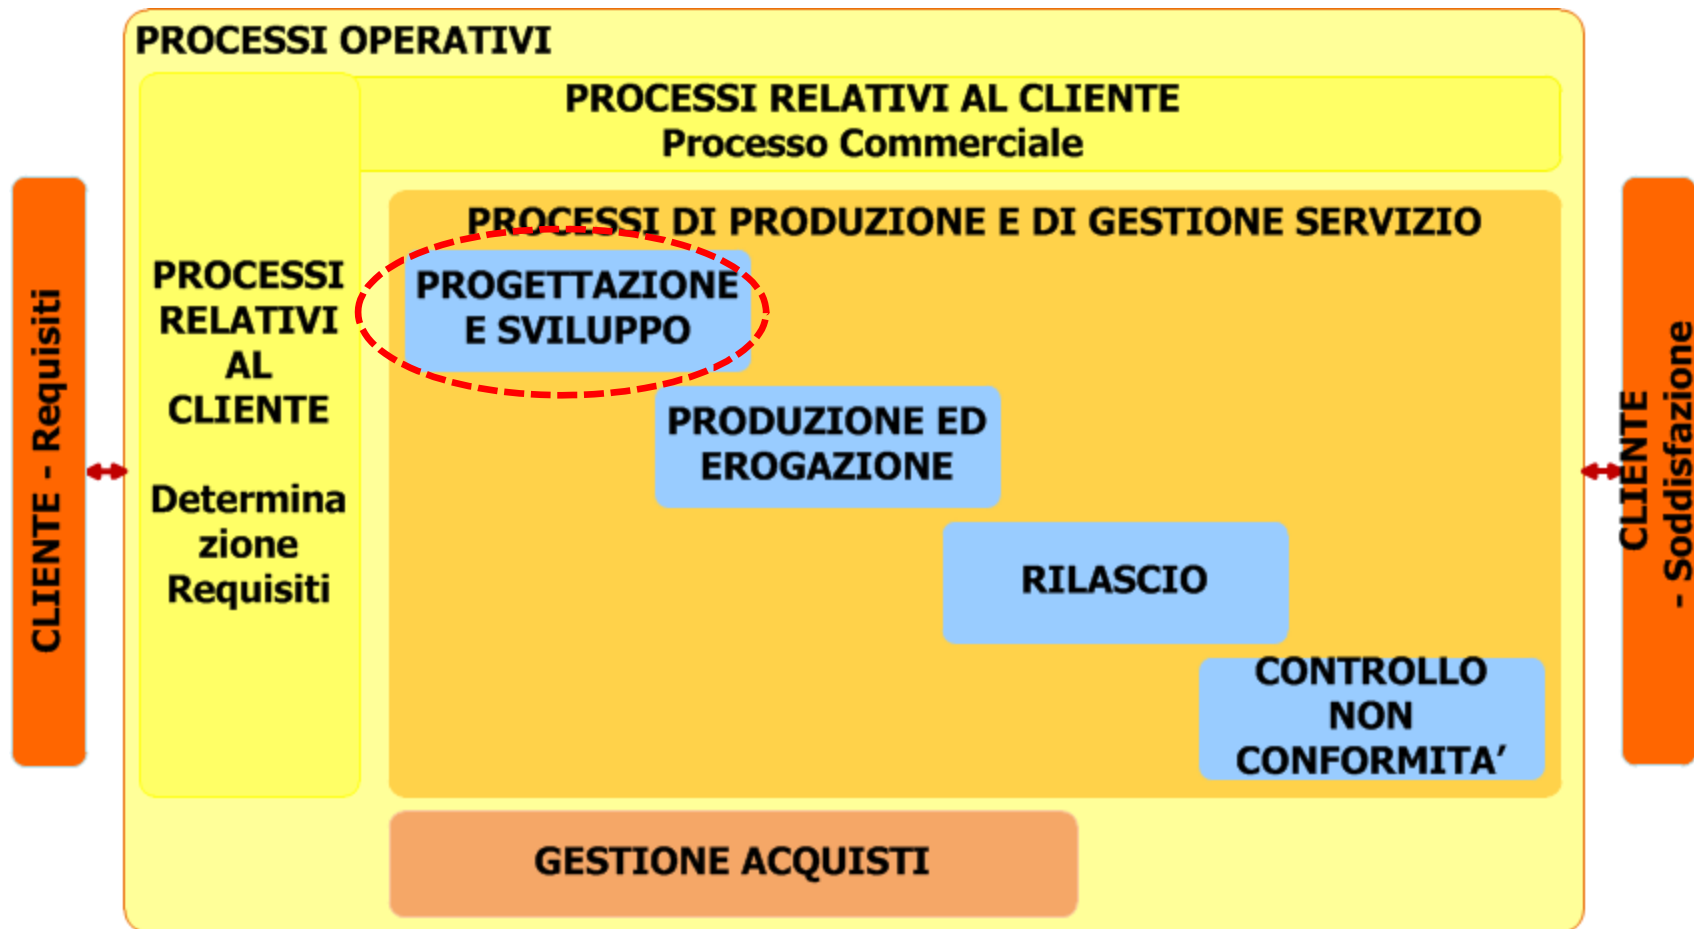 PROCESSI OPERATIVI
PROCESSI RELATIVI AL CLIENTE
Processo Commerciale
CLIENTE - Requisiti
PROCESSI
RELATIVI
AL
CLIENTE
Determina
zione
Requisiti
PROCESSI DI PRODUZIONE E DI GESTIONE SERVIZIO
PROGETTAZIONE
E SVILUPPO
PRODUZIONE ED
EROGAZIONE
RILASCIO
CONTROLLO
NON
CONFORMITA’
GESTIONE ACQUISTI
CLIENTE
- Soddisfazione